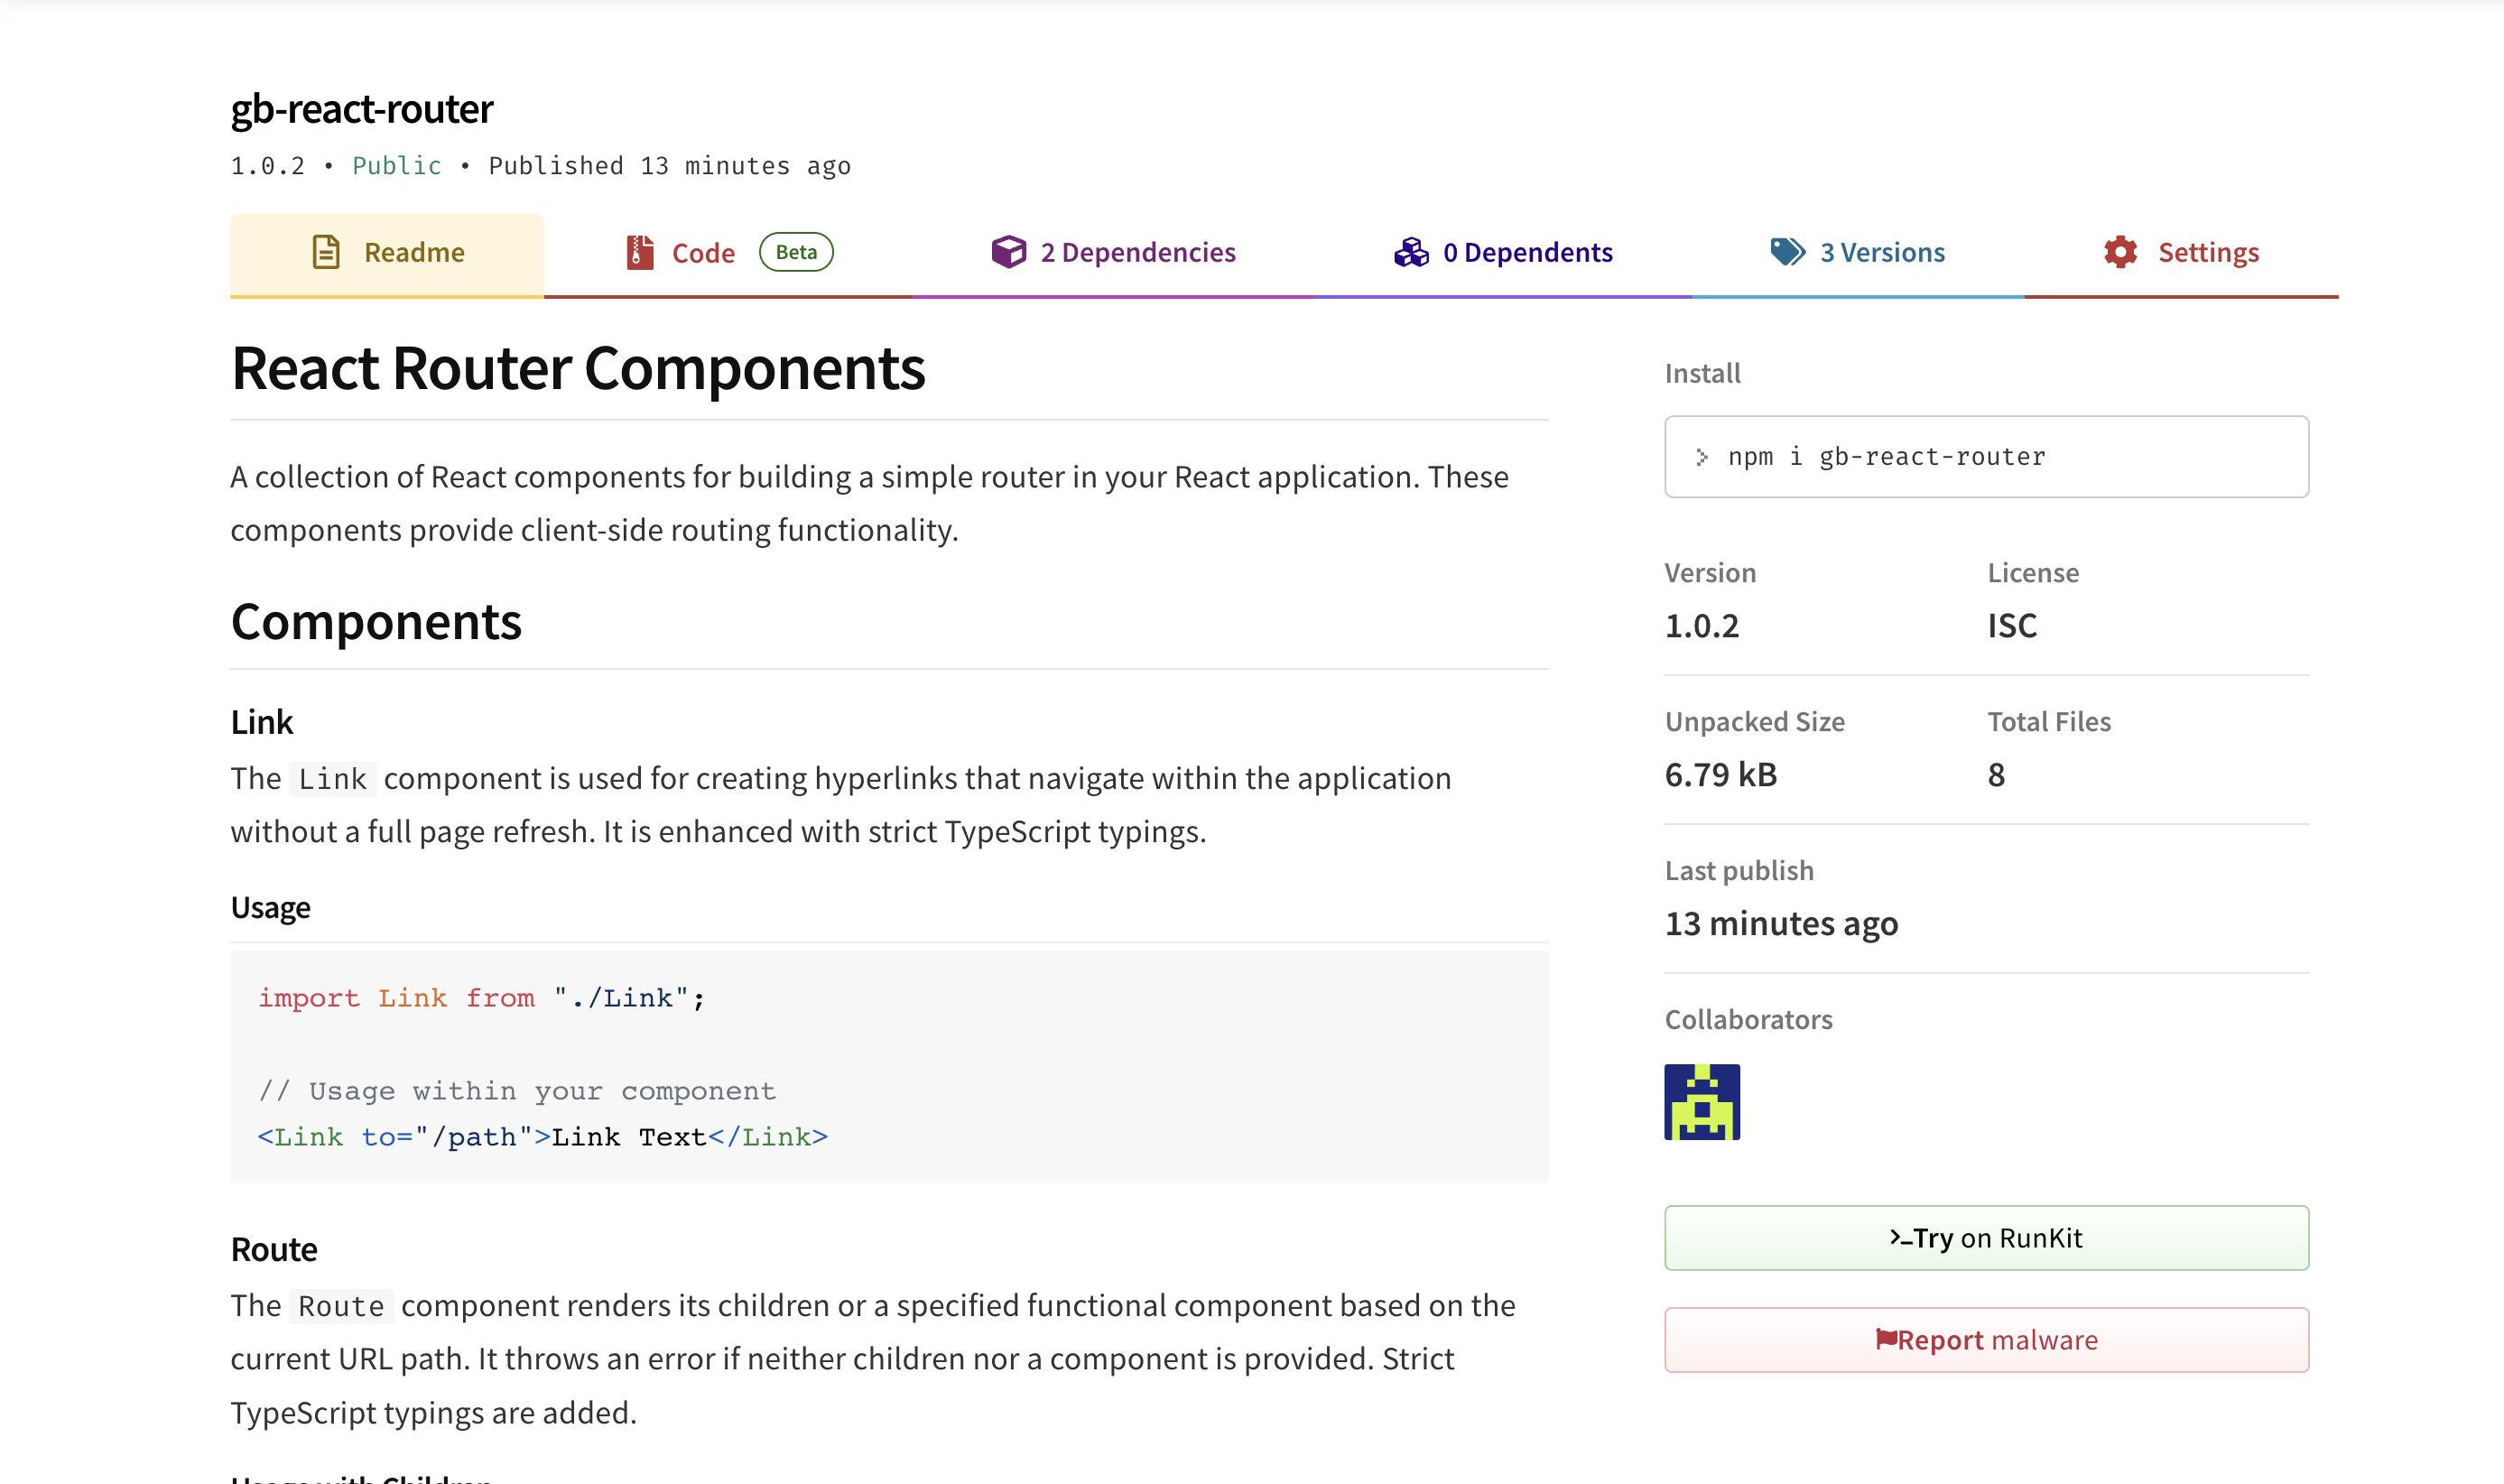 gb-react-router
1.0.2 • Public • Published 13 minutes ago
Readme
Code Beta
2 Dependencies
0 Dependents
3 Versions
Settings
React Router Components
A collection of React components for building a simple router in your React application. These
components provide client-side routing functionality.
Components
Link
The Link component is used for creating hyperlinks that navigate within the application
without a full page refresh. It is enhanced with strict TypeScript typings.
Usage
import Link from "./Link";
// Usage within your component
<Link to="/path">Link Text</Link>
Route
The Route component renders its children or a specified functional component based on the
current URL path. It throws an error if neither children nor a component is provided. Strict
TypeScript typings are added.
Usage with Children
Install
> npm i gb-react-router
Version
1.0.2
License
ISC
Unpacked Size
6.79 kB
Total Files
8
Last publish
13 minutes ago
Collaborators
Try on RunKit
Report malware